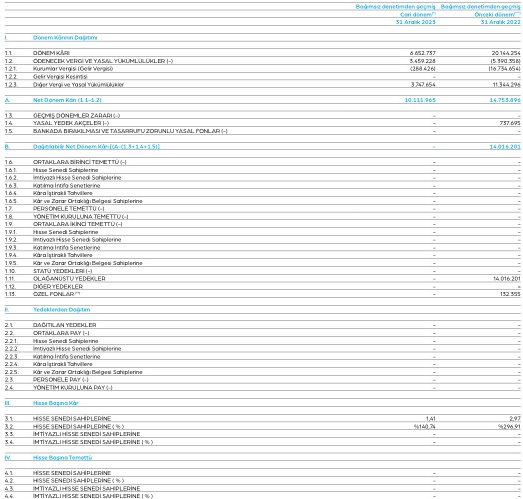 Bağımsız denetimden geçmiş Bağımsız denetimden geçmiş
Cari dönem(*) Önceki dönem(**)
31 Aralık 2023 31 Aralık 2022
I. Dönem Kârının Dağıtımı
1.1. DÖNEM KÂRI 6.652.737 20.144.254
1.2. ÖDENECEK VERGİ VE YASAL YÜKÜMLÜLÜKLER (-) 3.459.228 (5.390.358)
1.2.1. Kurumlar Vergisi (Gelir Vergisi) (288.426) (16.734.654)
1.2.2. Gelir Vergisi Kesintisi – –
1.2.3. Diğer Vergi ve Yasal Yükümlülükler 3.747.654 11.344.296
A. Net Dönem Kârı (1.1-1.2) 10.111.965 14.753.896
1.3. GEÇMİŞ DÖNEMLER ZARARI (-) – –
1.4. YASAL YEDEK AKÇELER (-) – 737.695
1.5. BANKADA BIRAKILMASI VE TASARRUFU ZORUNLU YASAL FONLAR (-) – –
B. Dağıtılabilir Net Dönem Kârı [(A-(1.3+1.4+1.5)] – 14.016.201
1.6. ORTAKLARA BİRİNCİ TEMETTÜ (-) – –
1.6.1. Hisse Senedi Sahiplerine – –
1.6.2. İmtiyazlı Hisse Senedi Sahiplerine – –
1.6.3. Katılma İntifa Senetlerine – –
1.6.4. Kâra İştirakli Tahvillere – –
1.6.5. Kâr ve Zarar Ortaklığı Belgesi Sahiplerine – –
1.7. PERSONELE TEMETTÜ (-) – –
1.8. YÖNETİM KURULUNA TEMETTÜ (-) – –
1.9. ORTAKLARA İKİNCİ TEMETTÜ (-) – –
1.9.1. Hisse Senedi Sahiplerine – –
1.9.2. İmtiyazlı Hisse Senedi Sahiplerine – –
1.9.3. Katılma İntifa Senetlerine – –
1.9.4. Kâra İştirakli Tahvillere – –
1.9.5. Kâr ve Zarar Ortaklığı Belgesi Sahiplerine – –
1.10. STATÜ YEDEKLERİ (-) – –
1.11. OLAĞANÜSTÜ YEDEKLER – 14.016.201
1.12. DİĞER YEDEKLER – –
1.13. ÖZEL FONLAR – 132.355
II. Yedeklerden Dağıtım
2.1. DAĞITILAN YEDEKLER – –
2.2. ORTAKLARA PAY (-) – –
2.2.1. Hisse Senedi Sahiplerine – –
2.2.2. İmtiyazlı Hisse Senedi Sahiplerine – –
2.2.3. Katılma İntifa Senetlerine – –
2.2.4. Kâra İştirakli Tahvillere – –
2.2.5. Kâr ve Zarar Ortaklığı Belgesi Sahiplerine – –
2.3. PERSONELE PAY (-) – –
2.4. YÖNETİM KURULUNA PAY (-) – –
III. Hisse Başına Kâr
3.1. HİSSE SENEDİ SAHİPLERİNE 1,41 2,97
3.2. HİSSE SENEDİ SAHİPLERİNE ( % ) %140,74 %296,91
3.3. İMTİYAZLI HİSSE SENEDİ SAHİPLERİNE – –
3.4. İMTİYAZLI HİSSE SENEDİ SAHİPLERİNE ( % ) – –
IV. Hisse Başına Temettü
4.1. HİSSE SENEDİ SAHİPLERİNE – –
4.2. HİSSE SENEDİ SAHİPLERİNE ( % ) – –
4.3. İMTİYAZLI HİSSE SENEDİ SAHİPLERİNE – –
4.4. İMTİYAZLI HİSSE SENEDİ SAHİPLERİNE ( % ) – –